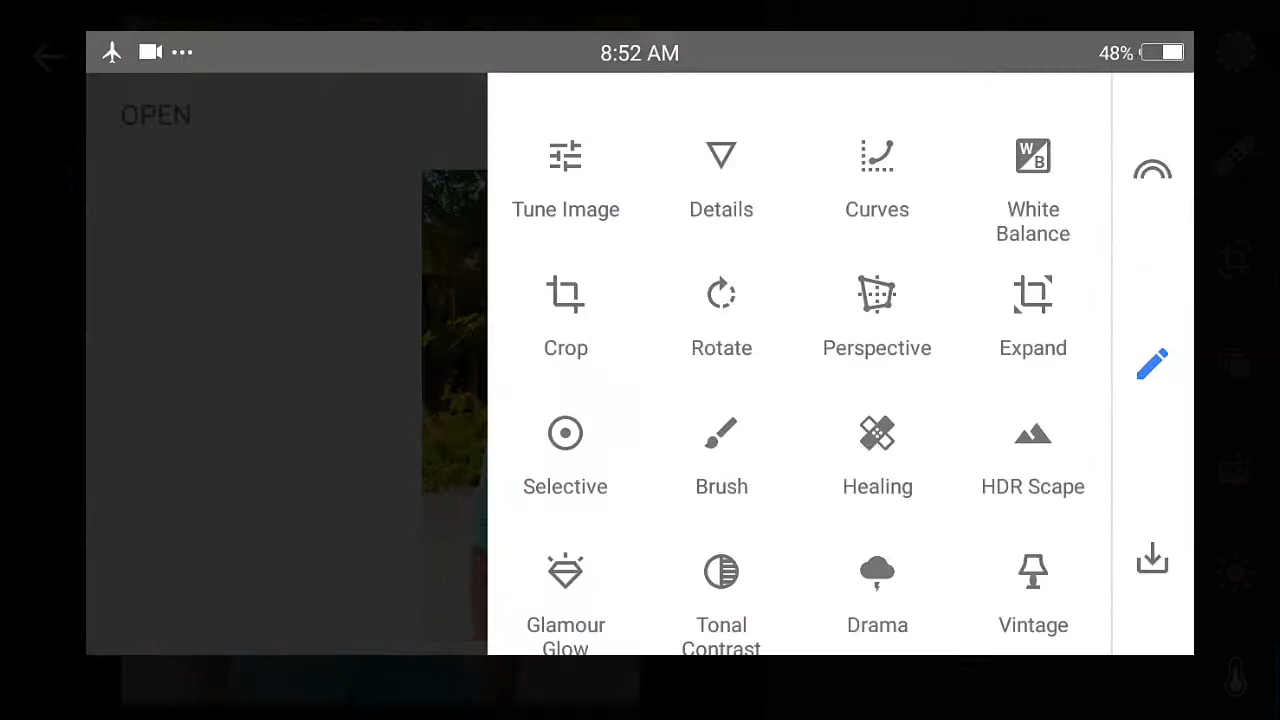 8:52 AM
48%
OPEN
Tune Image
Details
Curves
White
Balance
Crop
Rotate
Perspective
Expand
Selective
Brush
Healing
HDR Scape
Glamour
Glow
Tonal
Contrast
Drama
Vintage